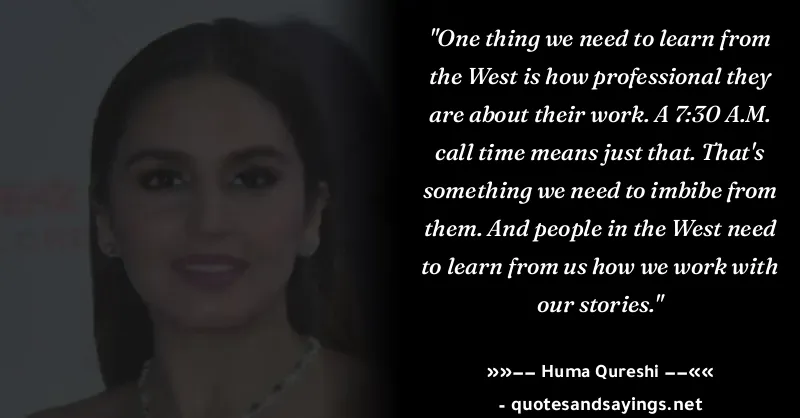 "One thing we need to learn from
the West is how professional they
are about their work. A 7:30 A.M.
call time means just that. That's
something we need to imbibe from
them. And people in the West need
to learn from us how we work with
our stories."
»»−− Huma Qureshi −−««
- quotesandsayings.net